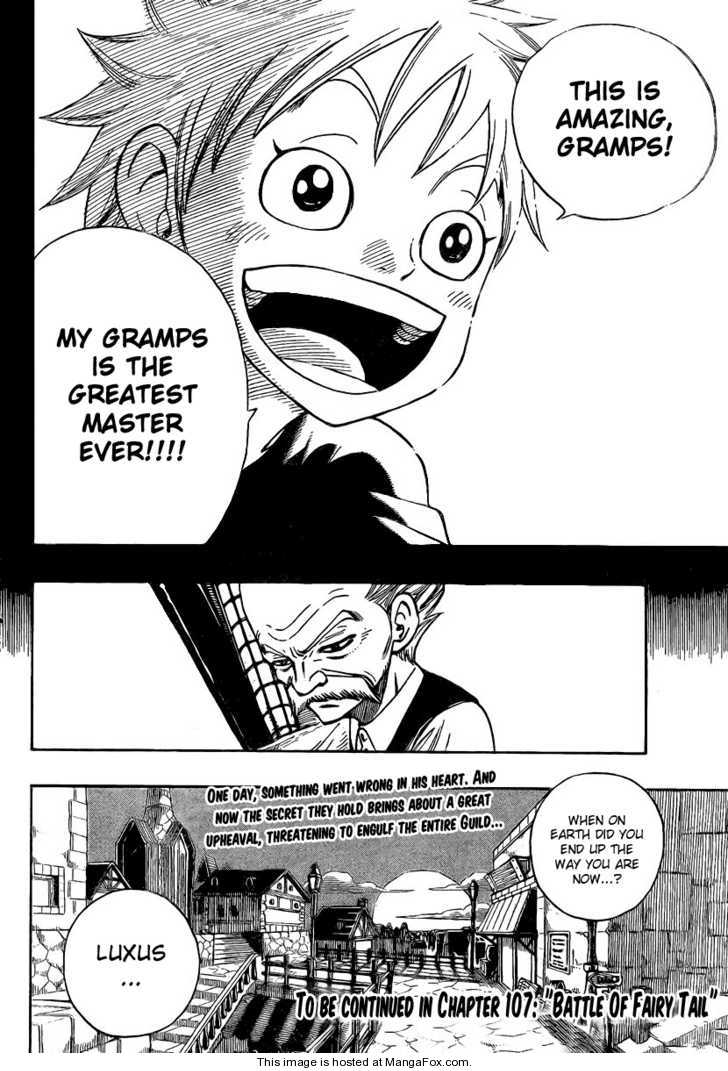 THIS IS
AMAZING,
GRAMPS!
MY GRAMPS
IS THE
GREATEST
MASTER
EVER!!!!
ONE DAY, SOMETHING WENT WRONG IN HIS HEART. AND
NOW THE SECRET THEY HOLD BRINGS ABOUT A GREAT
UPHEAVAL, THREATENING TO ENGULF THE ENTIRE GUILD...
WHEN ON
EARTH DID YOU
END UP THE
WAY YOU ARE
NOW...?
LUXUS
...
TO BE CONTINUED IN CHAPTER 107: "BATTLE OF FAIRY TAIL"
This image is hosted at MangaFox.com.